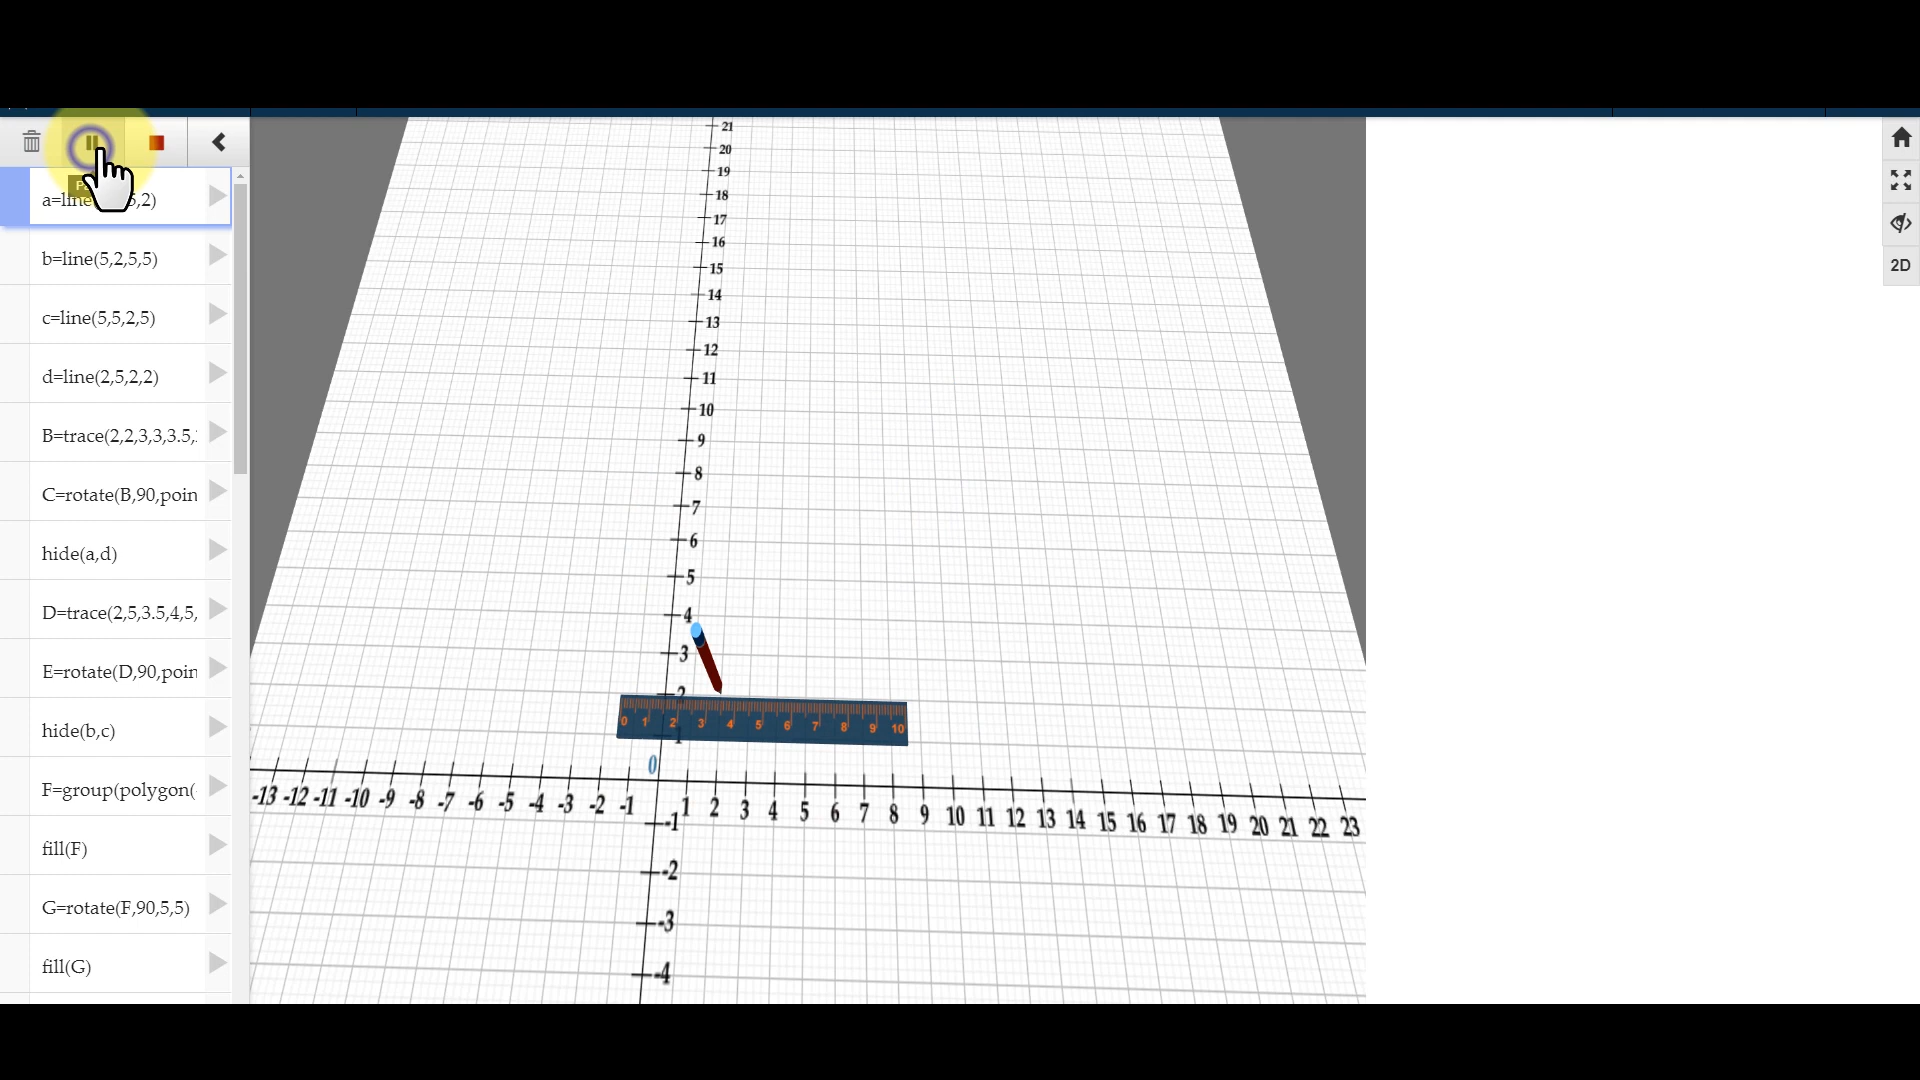 a=line 5,2)
b=line(5,2,5,5)
c=line(5,5,2,5)
d=line(2,5,2,2)
B=trace(2,2,3,3,3.5,
C=rotate(B,90,poin
hide(a,d)
D=trace(2,5,3.5,4,5,
E=rotate(D,90,poin
hide(b,c)
F=group(polygon(
fill(F)
G=rotate(F,90,5,5)
fill(G)
21
20
19
18
17
16
15
14
13
12
11
10
9
8
7
6
5
4
3
2
1
0 1 2 3 4 5 6 7 8 9 10
0
-13 -12 -11 -10 -9 -8 -7 -6 -5 -4 -3 -2 -1 1 2 3 4 5 6 7 8 9 10 11 12 13 14 15 16 17 18 19 20 21 22 23
-1
-2
-3
-4
2D